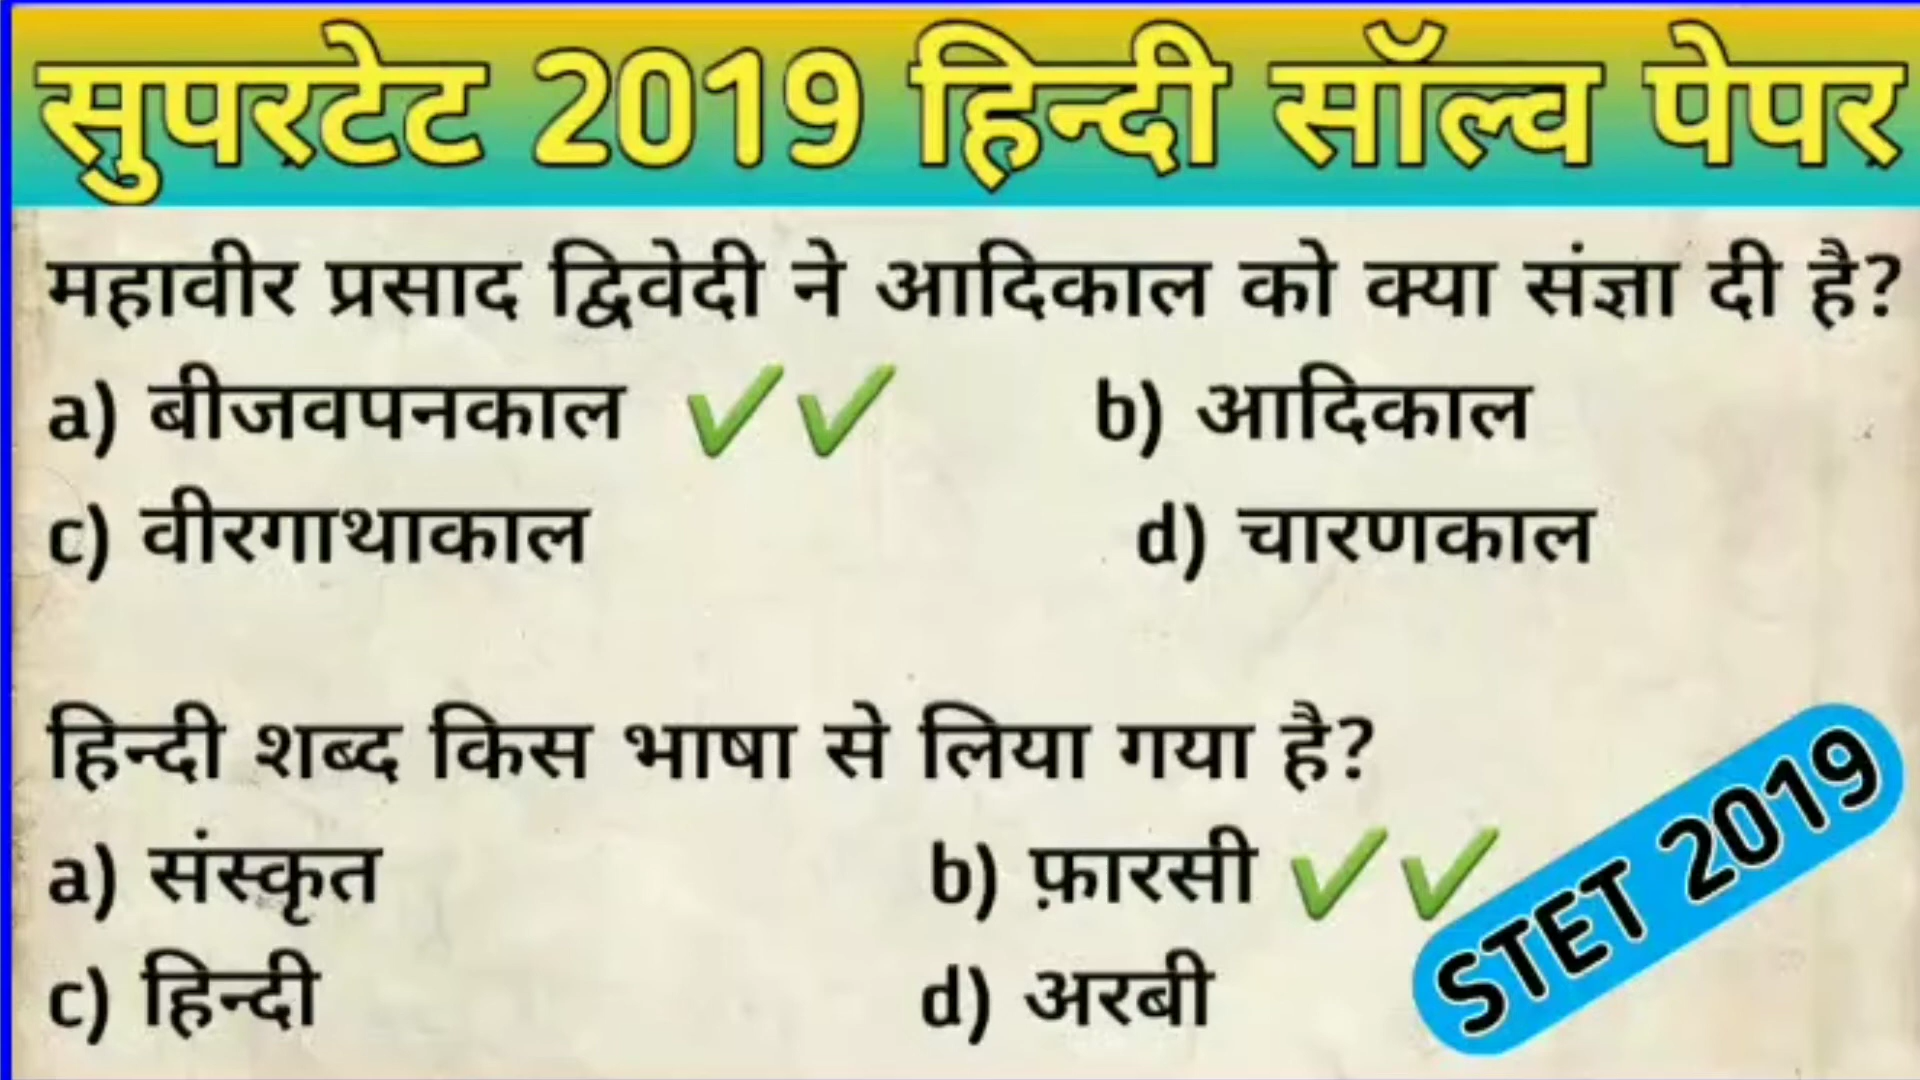 सुपरटेट 2019 हिन्दी सॉल्व पेपर
महावीर प्रसाद द्विवेदी ने आदिकाल को क्या संज्ञा दी है?
a) बीजवपनकाल ✔✔ b) आदिकाल
c) वीरगाथाकाल d) चारणकाल
हिन्दी शब्द किस भाषा से लिया गया है?
a) संस्कृत b) फ़ारसी ✔✔
c) हिन्दी d) अरबी
STET 2019